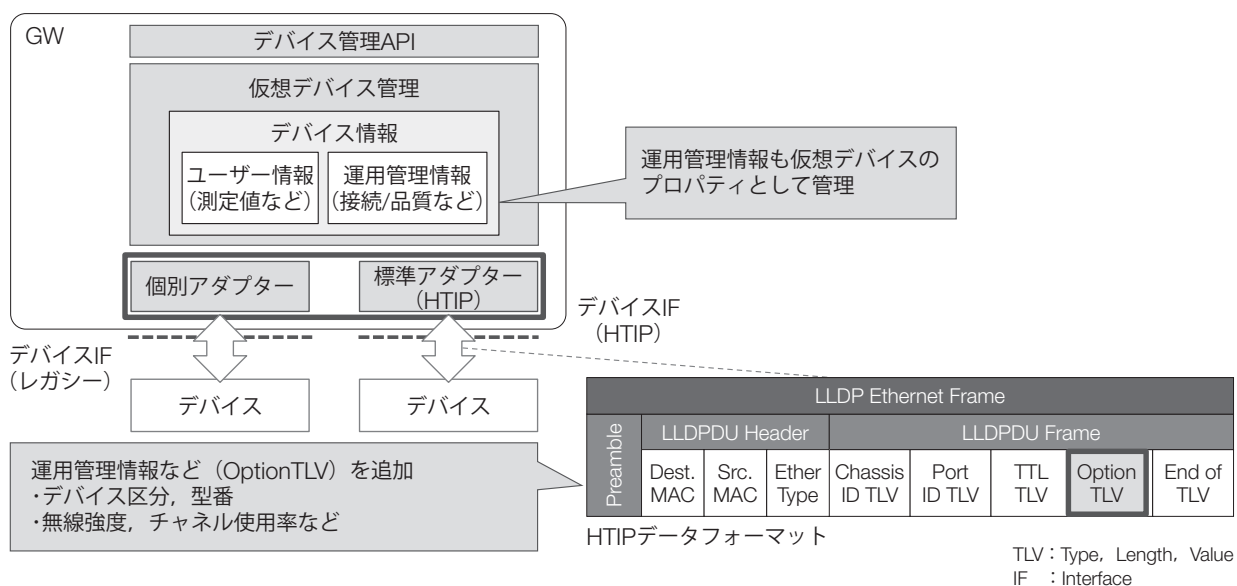 GW
デバイス管理API
仮想デバイス管理
デバイス情報
ユーザー情報
(測定値など)
運用管理情報
(接続/品質など)
運用管理情報も仮想デバイスの
プロパティとして管理
個別アダプター
標準アダプター
(HTIP)
デバイスIF
(HTIP)
デバイスIF
(レガシー)
デバイス
デバイス
運用管理情報など(OptionTLV)を追加
・デバイス区分,型番
・無線強度,チャネル使用率など
LLDP Ethernet Frame
Preamble
LLDPDU Header
LLDPDU Frame
Dest.
MAC
Src.
MAC
Ether
Type
Chassis
ID TLV
Port
ID TLV
TTL
TLV
Option
TLV
End of
TLV
HTIPデータフォーマット
TLV:Type, Length, Value
IF :Interface